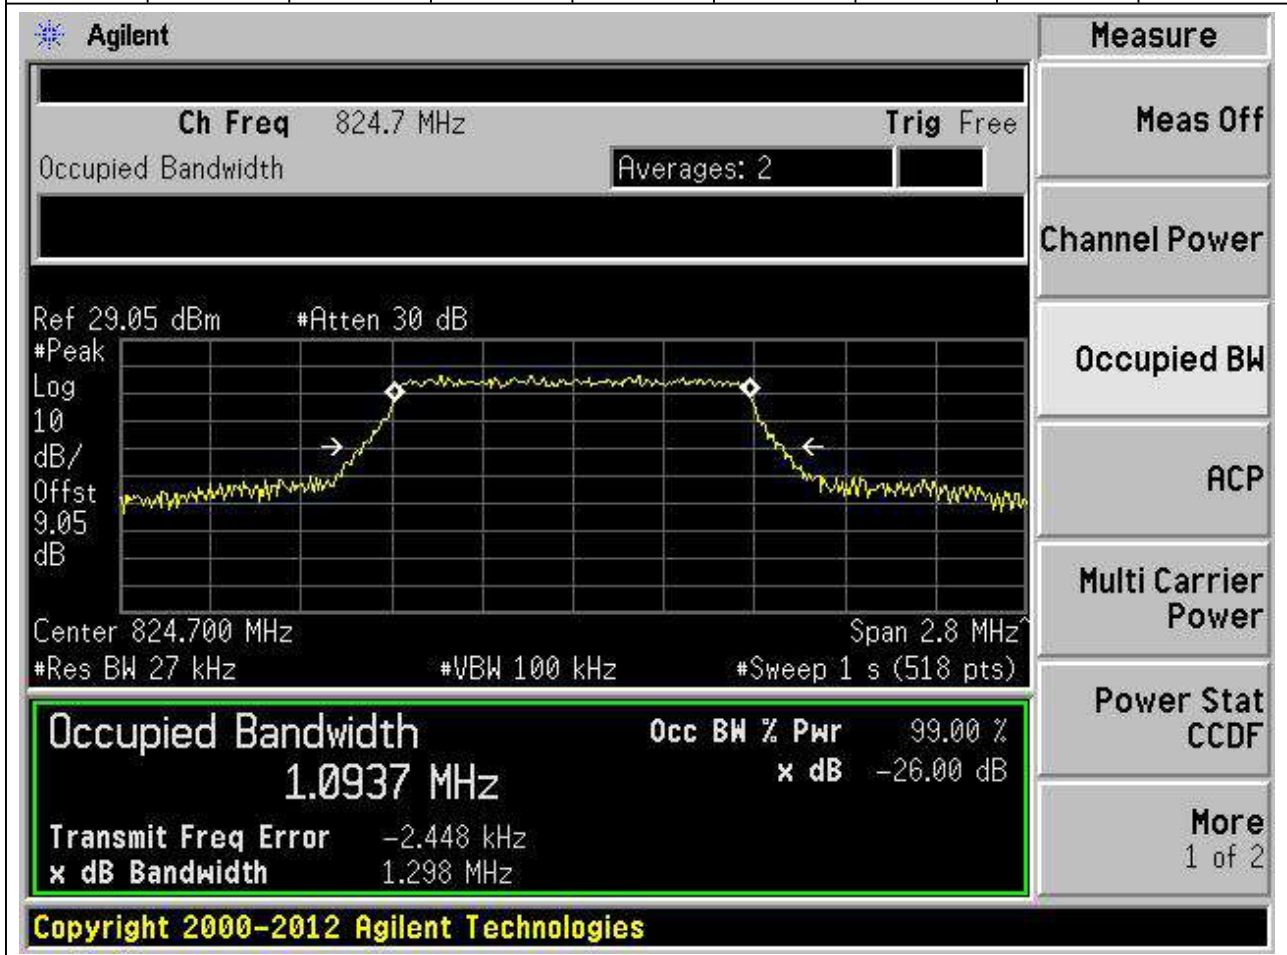 Agilent
Measure
Ch Freq 824.7 MHz Trig Free
Occupied Bandwidth Averages: 2
Ref 29.05 dBm #Atten 30 dB
#Peak
Log
10
dB/
Offst
9.05
dB
Center 824.700 MHz Span 2.8 MHz^
#Res BW 27 kHz #VBW 100 kHz #Sweep 1 s (518 pts)
Occupied Bandwidth Occ BW % Pwr 99.00 %
1.0937 MHz x dB -26.00 dB
Transmit Freq Error -2.448 kHz
x dB Bandwidth 1.298 MHz
Meas Off
Channel Power
Occupied BW
ACP
Multi Carrier
Power
Power Stat
CCDF
More
1 of 2
Copyright 2000-2012 Agilent Technologies